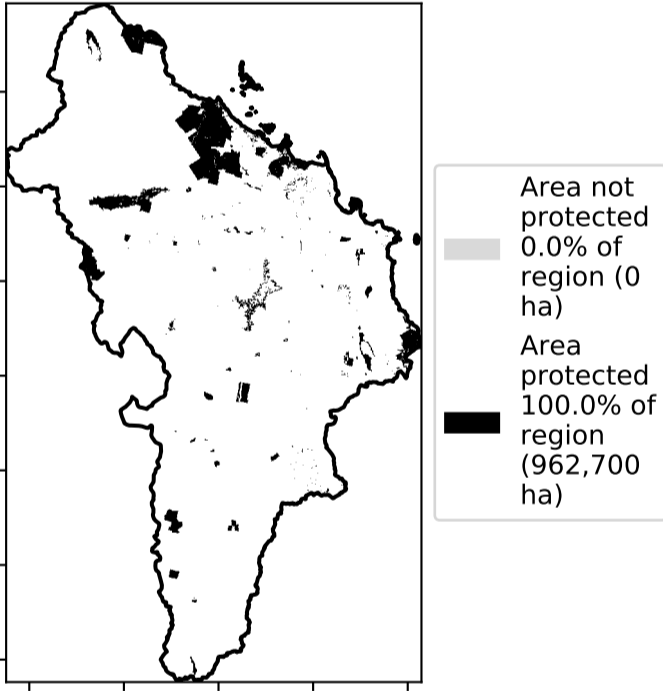 Area not
protected
0.0% of
region (0
ha)
Area
protected
100.0% of
region
(962,700
ha)